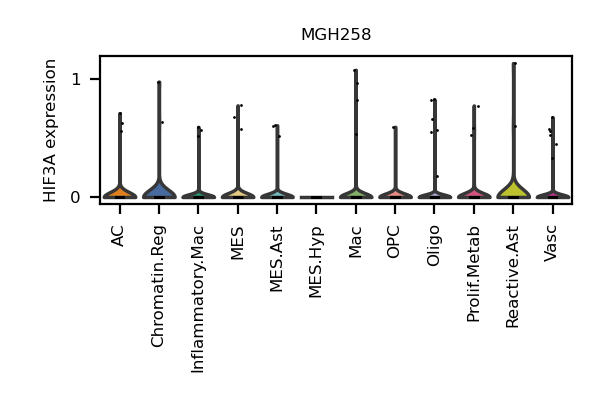 MGH258
HIF3A expression
1
0
AC
Chromatin.Reg
Inflammatory.Mac
MES
MES.Ast
MES.Hyp
Mac
OPC
Oligo
Prolif.Metab
Reactive.Ast
Vasc